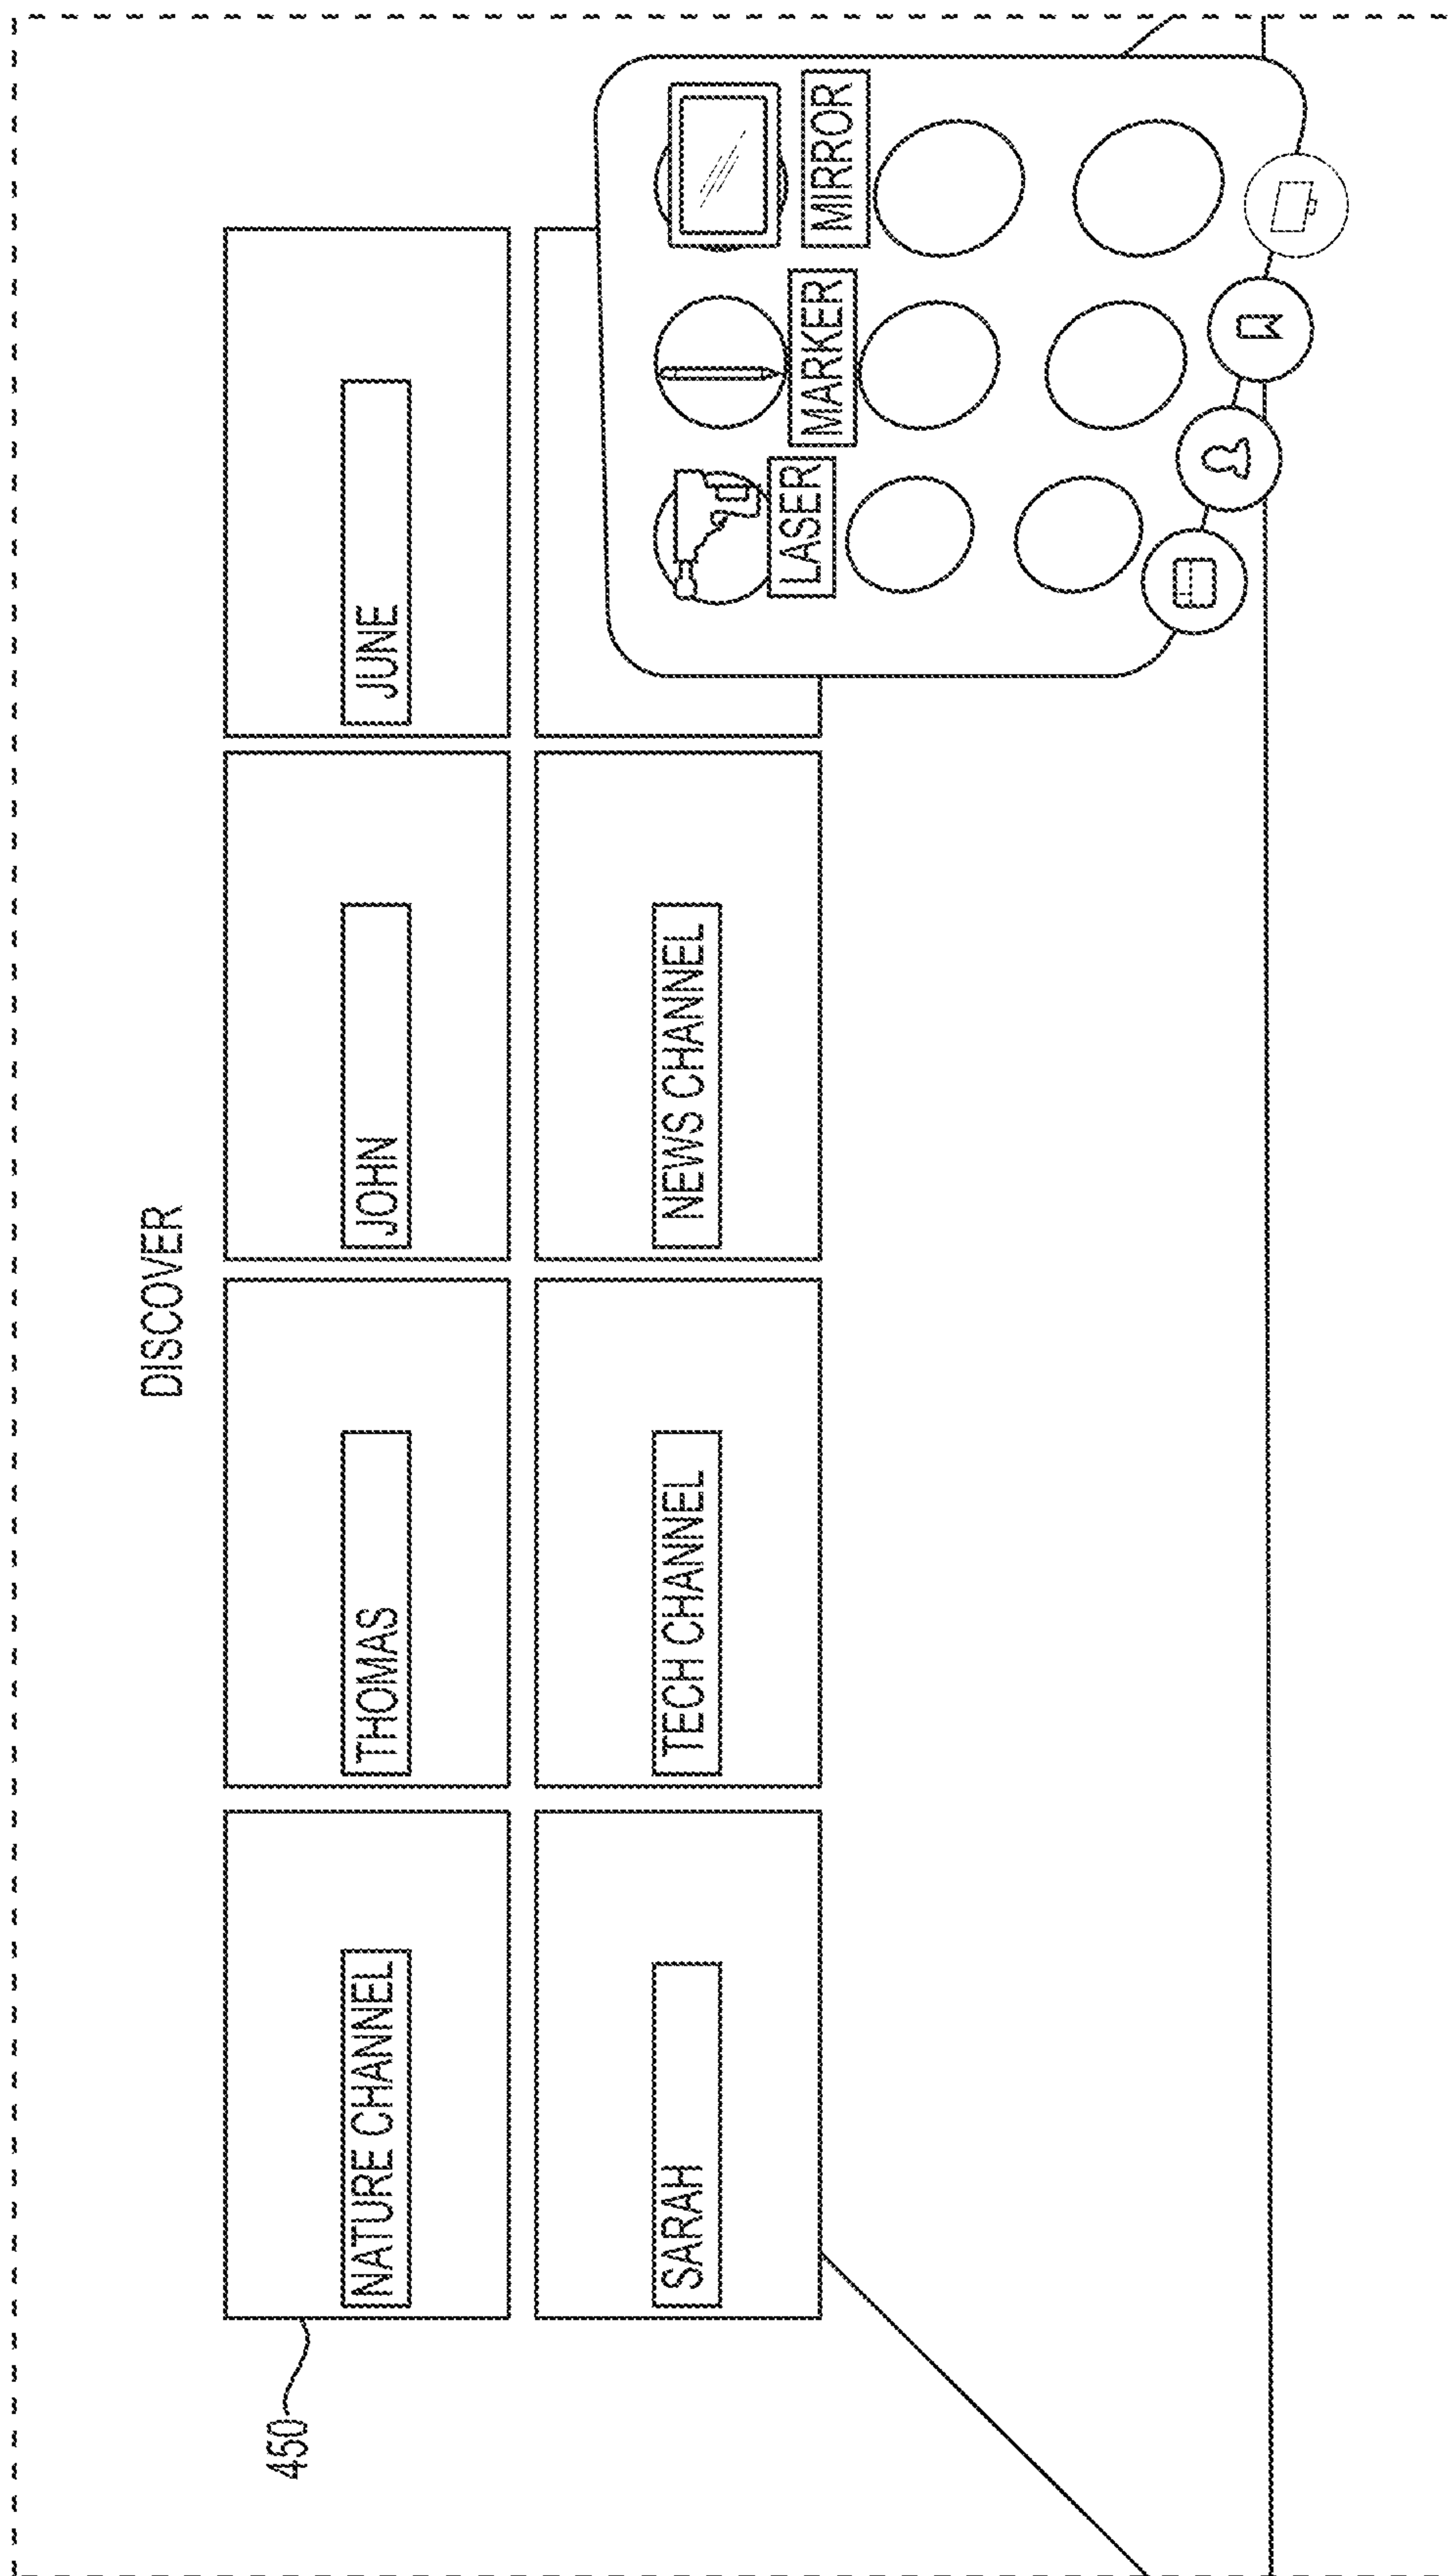 DISCOVER
450
NATURE CHANNEL
THOMAS
JOHN
JUNE
SARAH
TECH CHANNEL
NEWS CHANNEL
LASER
MARKER
MIRROR